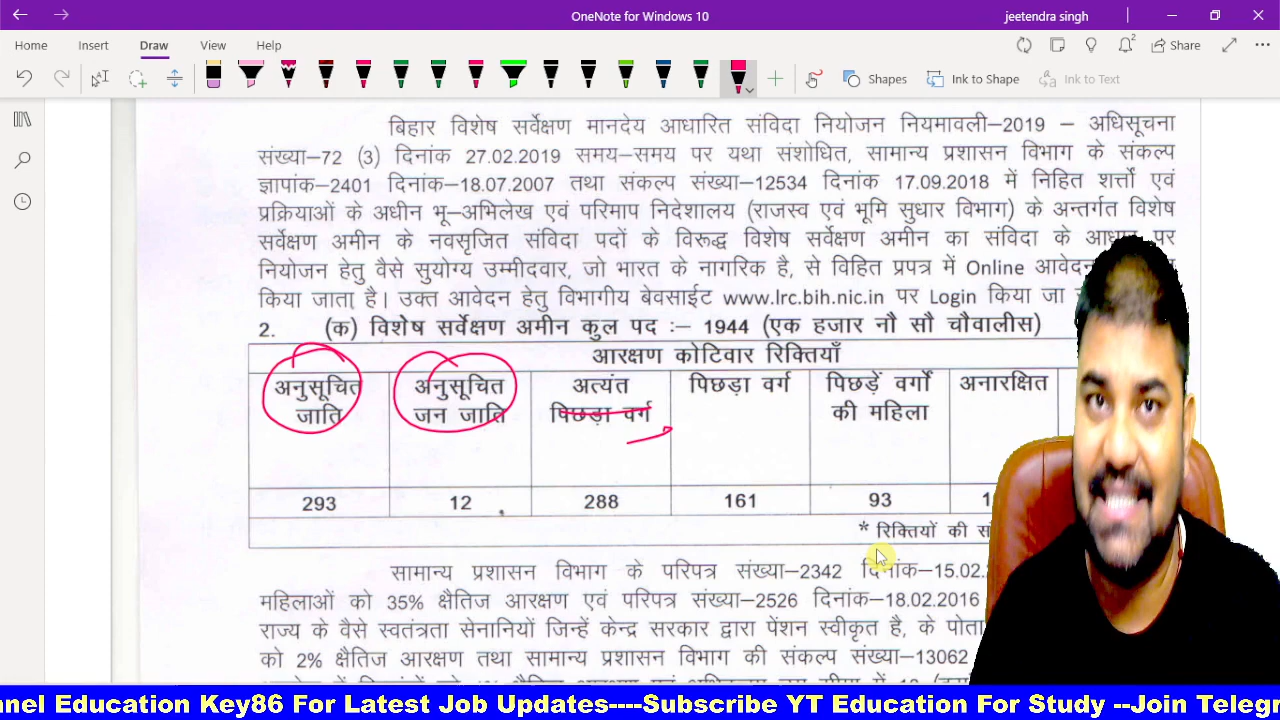 OneNote for Windows 10
jeetendra singh
Home Insert Draw View Help
Share
Shapes Ink to Shape Ink to Text
बिहार विशेष सर्वेक्षण मानदेय आधारित संविदा नियोजन नियमावली–2019 – अधिसूचना
संख्या–72 (3) दिनांक 27.02.2019 समय–समय पर यथा संशोधित, सामान्य प्रशासन विभाग के संकल्प
ज्ञापांक–2401 दिनांक–18.07.2007 तथा संकल्प संख्या–12534 दिनांक 17.09.2018 में निहित शर्त्तो एवं
प्रक्रियाओं के अधीन भू–अभिलेख एवं परिमाप निदेशालय (राजस्व एवं भूमि सुधार विभाग) के अन्तर्गत विशेष
सर्वेक्षण अमीन के नवसृजित संविदा पदों के विरूद्ध विशेष सर्वेक्षण अमीन का संविदा के आधार पर
नियोजन हेतु वैसे सुयोग्य उम्मीदवार, जो भारत के नागरिक है, से विहित प्रपत्र में Online
किया जाता है। उक्त आवेदन हेतु विभागीय बेवसाईट www.lrc.bih.nic.in पर Login किया जा
2. (क) विशेष सर्वेक्षण अमीन कुल पद :– 1944 (एक हजार नौ सौ चौवालीस)
आरक्षण कोटिवार रिक्तियाँ
अनुसूचित जाति
अनुसूचित जन जाति
अत्यंत पिछड़ा वर्ग
पिछड़ा वर्ग
पिछड़ें वर्गों की महिला
अनारक्षित
293 12 288 161 93
* रिक्तियों की
सामान्य प्रशासन विभाग के परिपत्र संख्या–2342 दिनांक–15.02.
महिलाओं को 35% क्षैतिज आरक्षण एवं परिपत्र संख्या–2526 दिनांक–18.02.2016
राज्य के वैसे स्वतंत्रता सेनानियों जिन्हें केन्द्र सरकार द्वारा पेंशन स्वीकृत है, के पोता
को 2% क्षैतिज आरक्षण तथा सामान्य प्रशासन विभाग की संकल्प संख्या–13062
nnel Education Key86 For Latest Job Updates----Subscribe YT Education For Study --Join Telegr